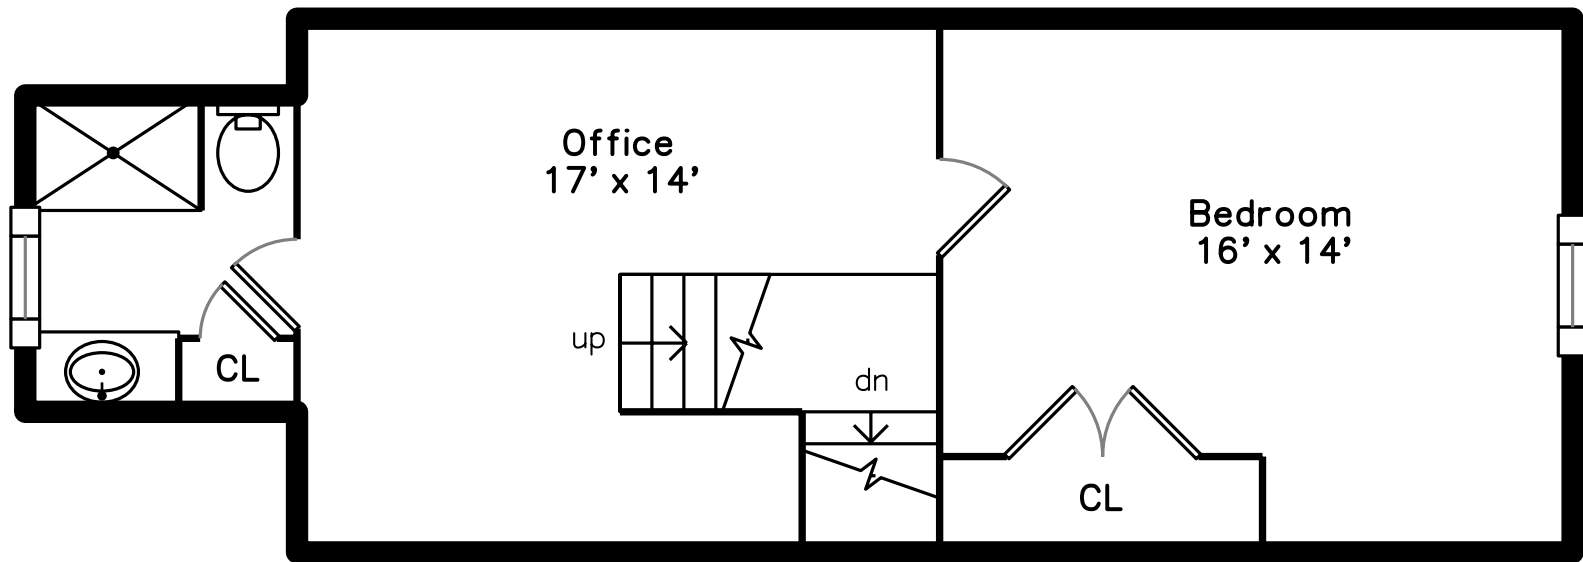 Office
17' x 14'
Bedroom
16' x 14'
up
CL
dn
CL